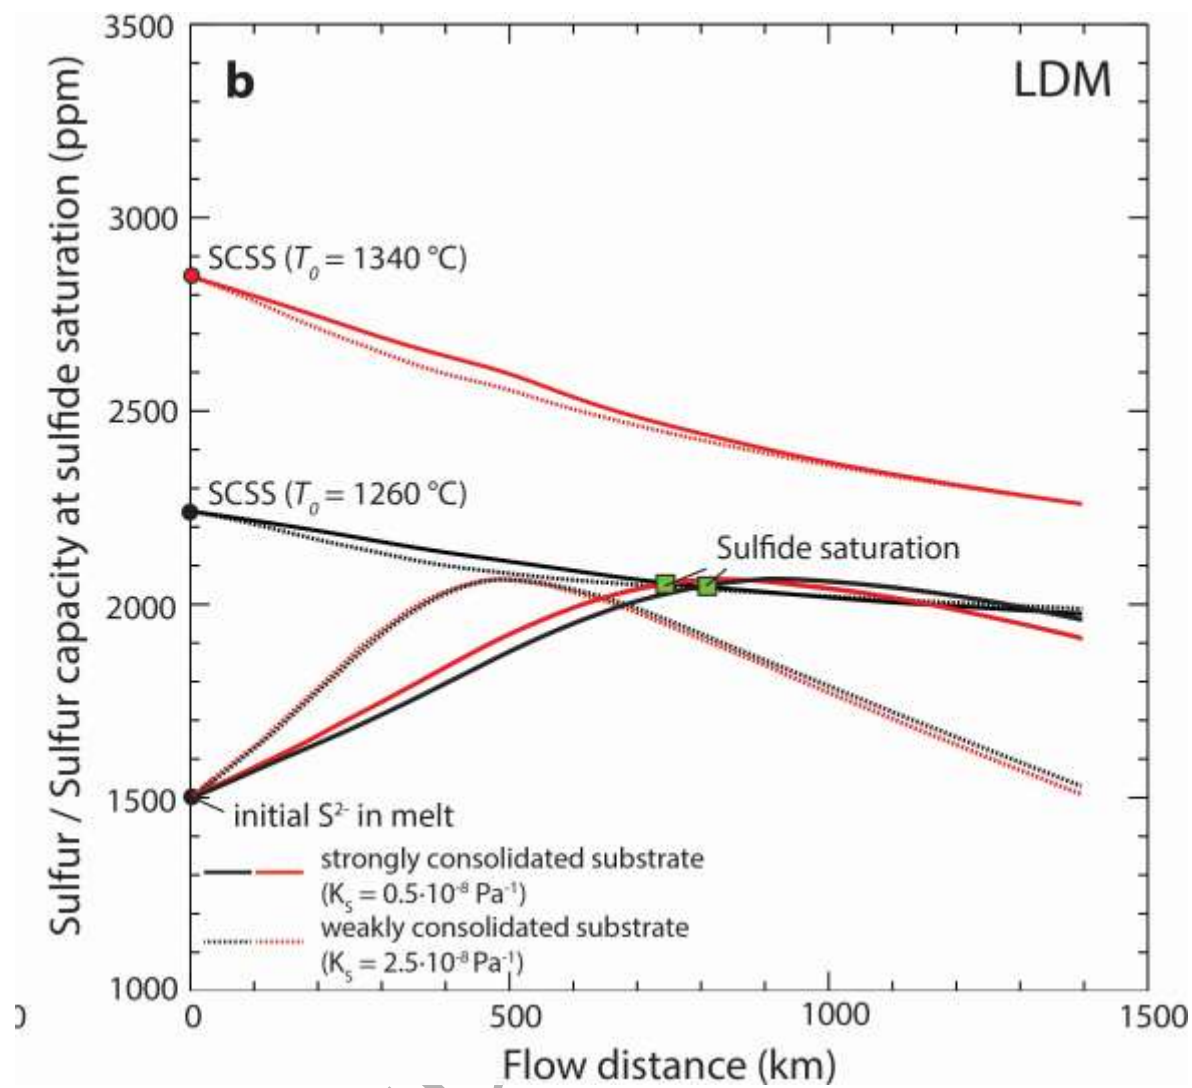 3500
b
LDM
3000
SCSS (T₀ = 1340 °C)
2500
SCSS (T₀ = 1260 °C)
Sulfide saturation
2000
1500
initial S²⁻ in melt
strongly consolidated substrate
(Kₛ = 0.5·10⁻⁸ Pa⁻¹)
weakly consolidated substrate
(Kₛ = 2.5·10⁻⁸ Pa⁻¹)
1000
0
0
500
1000
1500
Flow distance (km)
Sulfur / Sulfur capacity at sulfide saturation (ppm)